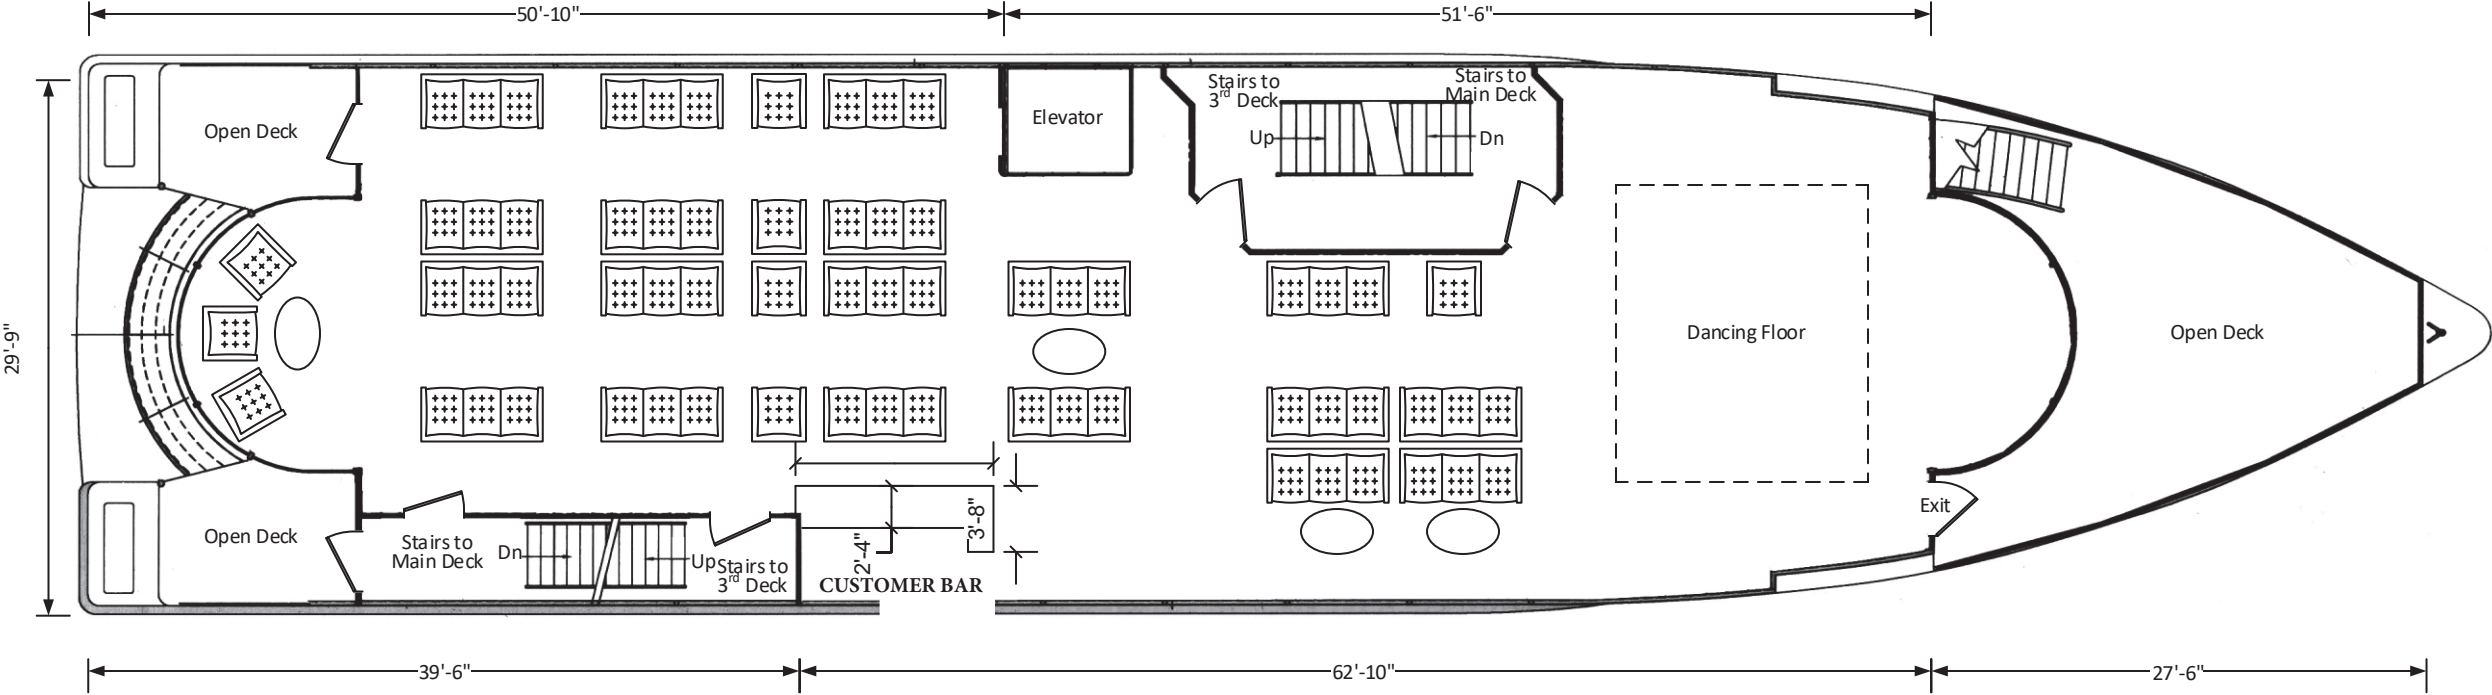 50'-10"
51'-6"
Stairs to
3rd Deck
Stairs to
Main Deck
Open Deck
Elevator
Up
Dn
29'-9"
Dancing Floor
Open Deck
Exit
3'-8"
2'-4"
Open Deck
Stairs to
Main Deck
Dn
Up
Stairs to
3rd Deck
CUSTOMER BAR
39'-6"
62'-10"
27'-6"